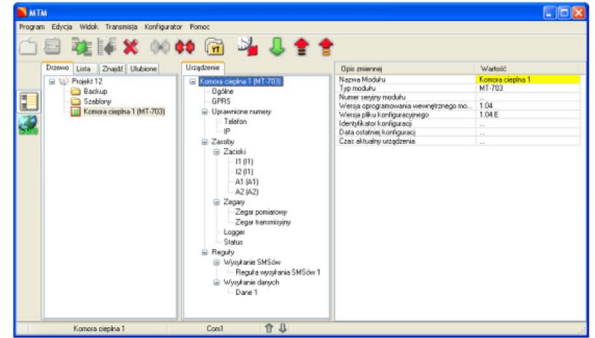 MTM
Program Edycja Widok Transmisja Konfigurator Pomoc
Drzewo Lista Znajdź Ulubione
Projekt 12
Backup
Szablony
Komora cieplna 1 (MT-703)
Urządzenie
Komora cieplna 1 (MT-703)
Ogólne
GPRS
Uprawnione numery
Telefon
IP
Zasoby
Zaciski
I1 (I1)
I2 (I1)
A1 (A1)
A2 (A2)
Zegary
Zegar pomiarowy
Zegar transmisyjny
Logger
Status
Reguły
Wysyłanie SMSów
Reguła wysyłania SMSów 1
Wysyłanie danych
Dane 1
Opis zmiennej Wartość
Nazwa Modułu Komora cieplna 1
Typ modułu MT-703
Numer seryjny modułu ...
Wersja oprogramowania wewnętrznego mo... 1.04
Wersja pliku konfiguracyjnego 1.04.E
Identyfikator konfiguracji ...
Data ostatniej konfiguracji ...
Czas aktualny urządzenia ...
Komora cieplna 1 Com1